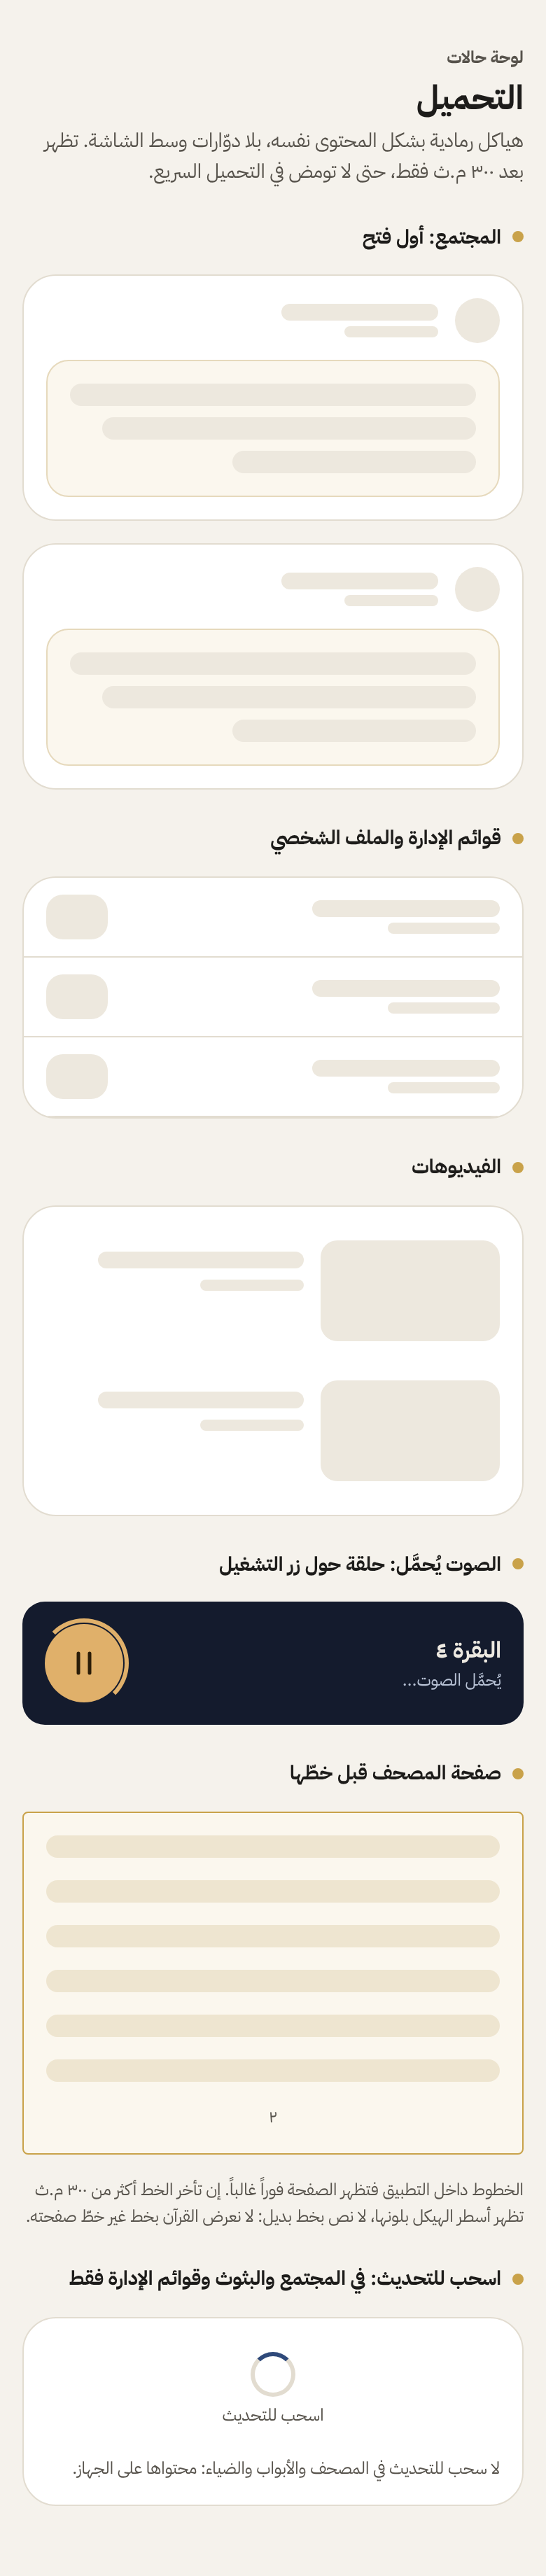 لوحة حالات
التحميل
هياكل رمادية بشكل المحتوى نفسه، بلا دوّارات وسط الشاشة. تظهر
بعد ٣٠٠ م.ث فقط، حتى لا تومض في التحميل السريع.
المجتمع: أول فتح
قوائم الإدارة والملف الشخصي
الفيديوهات
الصوت يُحمَّل: حلقة حول زر التشغيل
البقرة ٤
يُحمَّل الصوت...
صفحة المصحف قبل خطّها
٢
الخطوط داخل التطبيق فتظهر الصفحة فوراً غالباً. إن تأخر الخط أكثر من ٣٠٠ م.ث
تظهر أسطر الهيكل بلونها، لا نص بخط بديل: لا نعرض القرآن بخط غير خطّ صفحته.
اسحب للتحديث: في المجتمع والبثوث وقوائم الإدارة فقط
اسحب للتحديث
لا سحب للتحديث في المصحف والأبواب والضياء: محتواها على الجهاز.